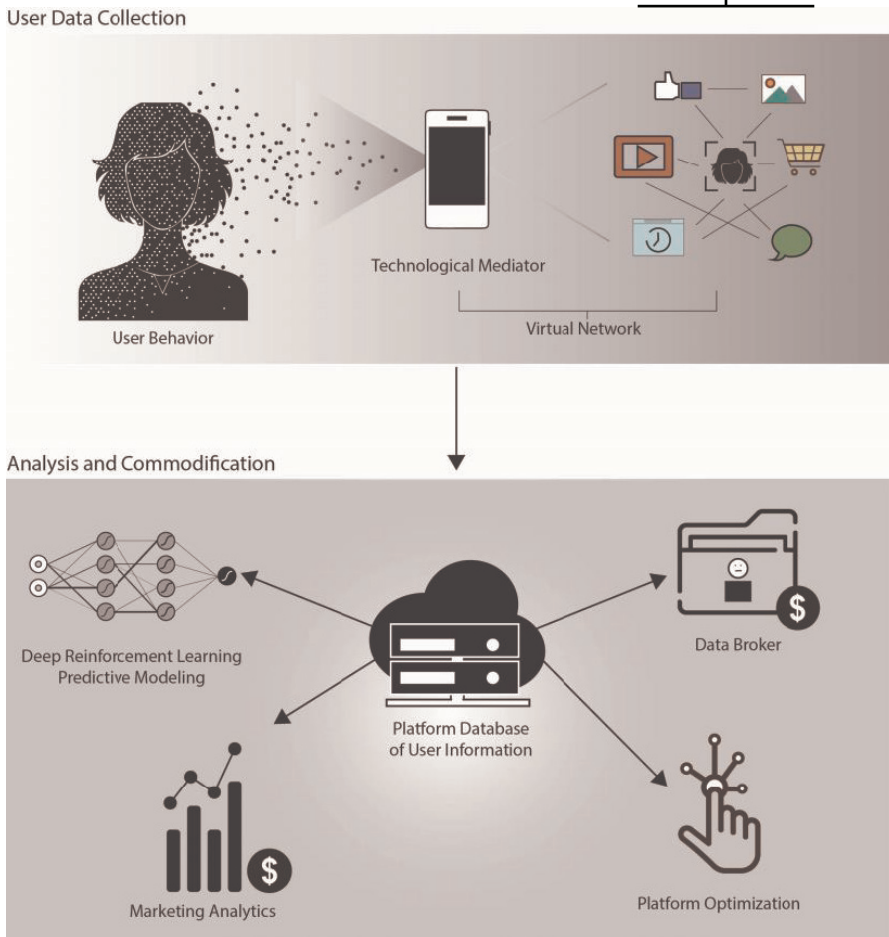 User Data Collection
Technological Mediator
User Behavior
Virtual Network
Analysis and Commodification
Deep Reinforcement Learning
Predictive Modeling
$
Data Broker
Platform Database
of User Information
$
Marketing Analytics
Platform Optimization